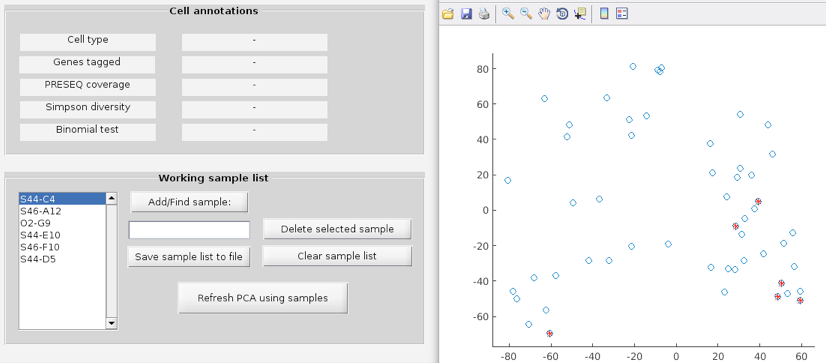 Cell annotations
Cell type -
Genes tagged -
PRESEQ coverage -
Simpson diversity -
Binomial test -
Working sample list
S44-C4
S46-A12
O2-G9
S44-E10
S46-F10
S44-D5
Add/Find sample:
Delete selected sample
Save sample list to file
Clear sample list
Refresh PCA using samples
80
60
40
20
0
-20
-40
-60
-80 -60 -40 -20 0 20 40 60